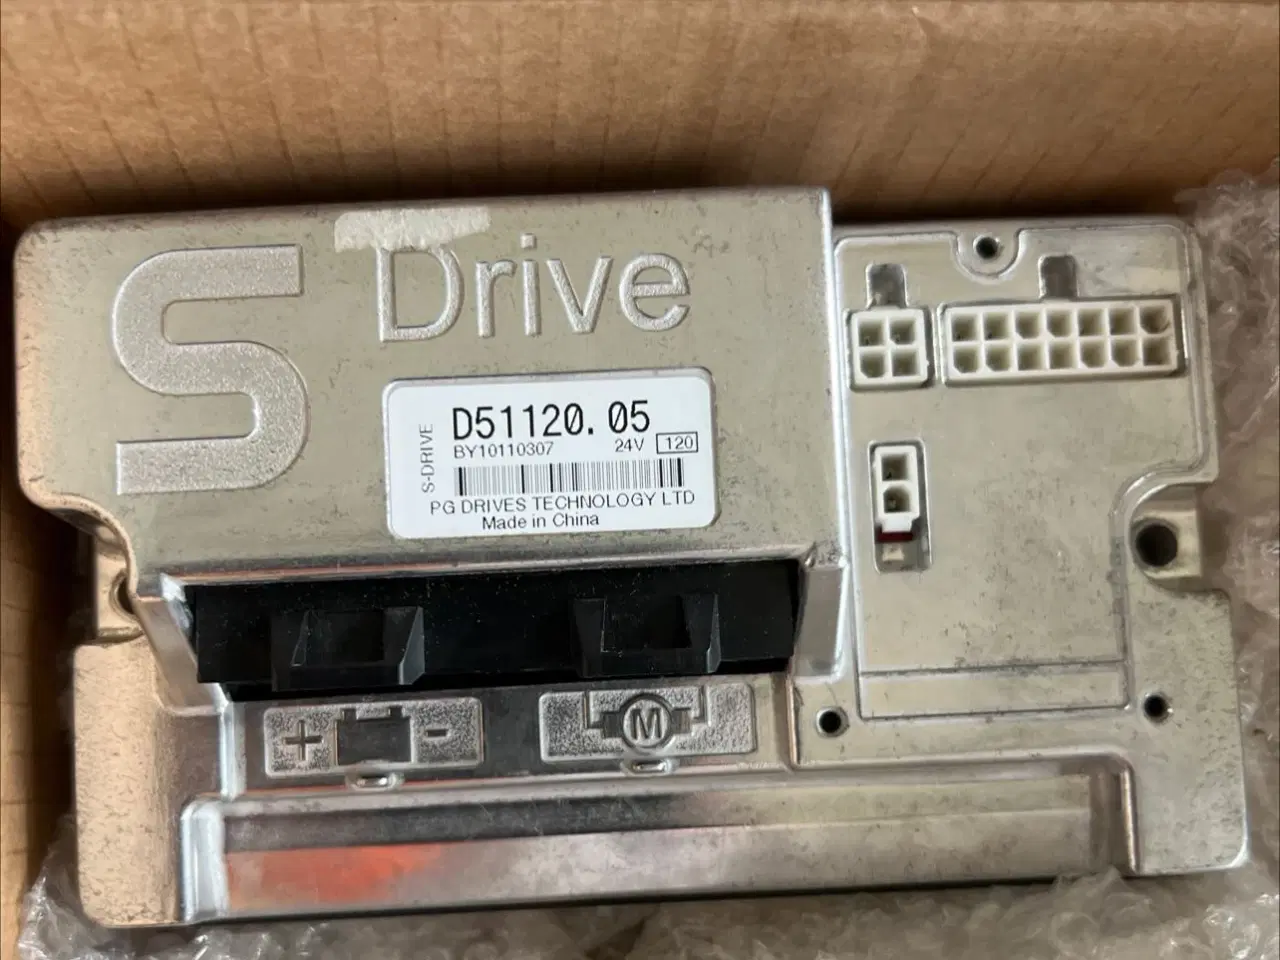 S Drive
S-DRIVE
D51120.05
BY10110307 24V 120
PG DRIVES TECHNOLOGY LTD
Made in China
+ -
M